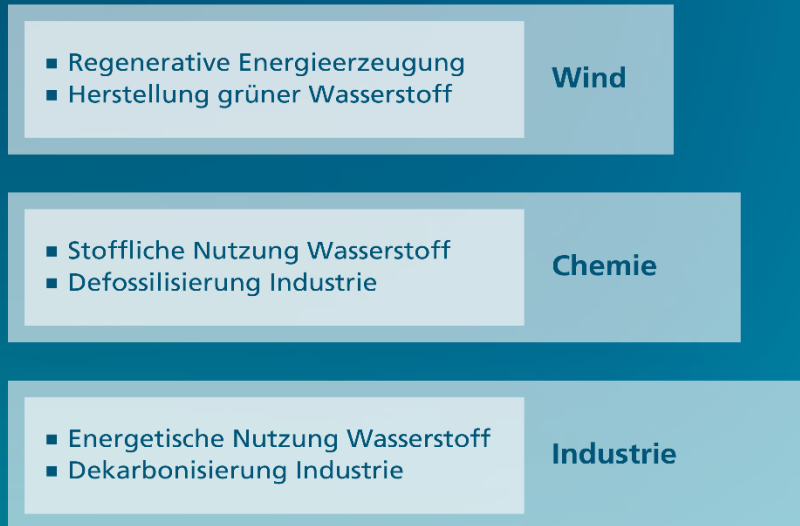 ▪ Regenerative Energieerzeugung
▪ Herstellung grüner Wasserstoff
Wind
▪ Stoffliche Nutzung Wasserstoff
▪ Defossilisierung Industrie
Chemie
▪ Energetische Nutzung Wasserstoff
▪ Dekarbonisierung Industrie
Industrie